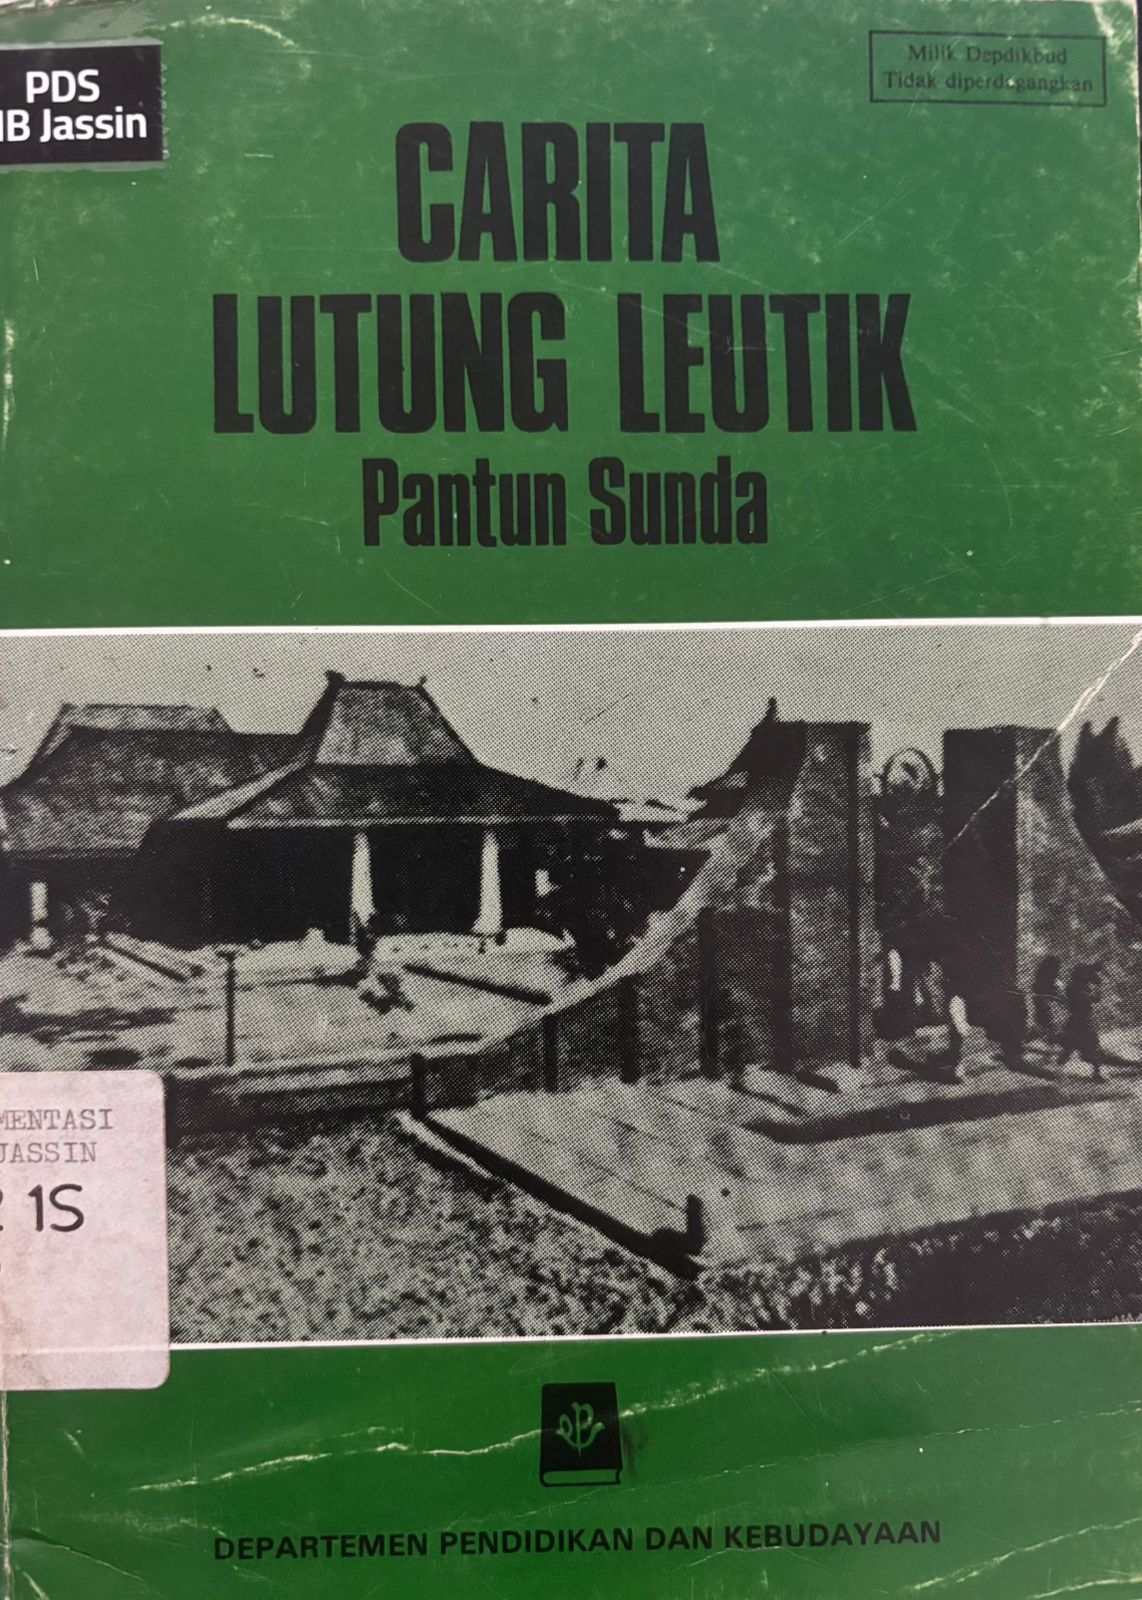 PDS
HB Jassin
Milik Depdikbud
Tidak diperdagangkan
CARITA
LUTUNG LEUTIK
Pantun Sunda
MENTASI
JASSIN
1S
DEPARTEMEN PENDIDIKAN DAN KEBUDAYAAN